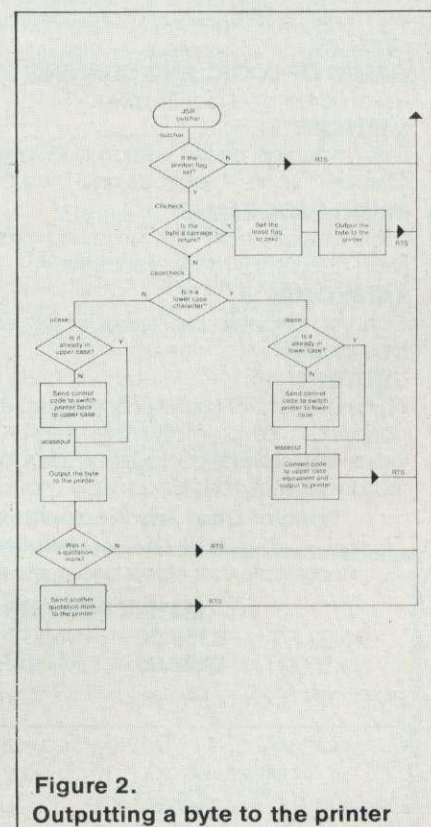 JSR
outchar
outchar
Is the
printon flag
set?
N
RTS
Y
CRcheck
Is the
byte a carriage
return?
Y
Set the
lcase flag
to zero
Output the
byte to the
printer
RTS
N
casecheck
Is it a
lower case
character?
N
Y
ucase
lcase
Is it
already in
upper case?
Y
Is it
already in
lower case?
Y
N
N
Send control
code to switch
printer back
to upper case
Send control
code to switch
printer to lower
case
ucaseout
lcaseout
Output the byte
to the printer
Convert code
to upper case
equivalent and
output to printer
RTS
Was it
a quotation
mark?
N
RTS
Y
Send another
quotation mark
to the printer
RTS
Figure 2.
Outputting a byte to the printer